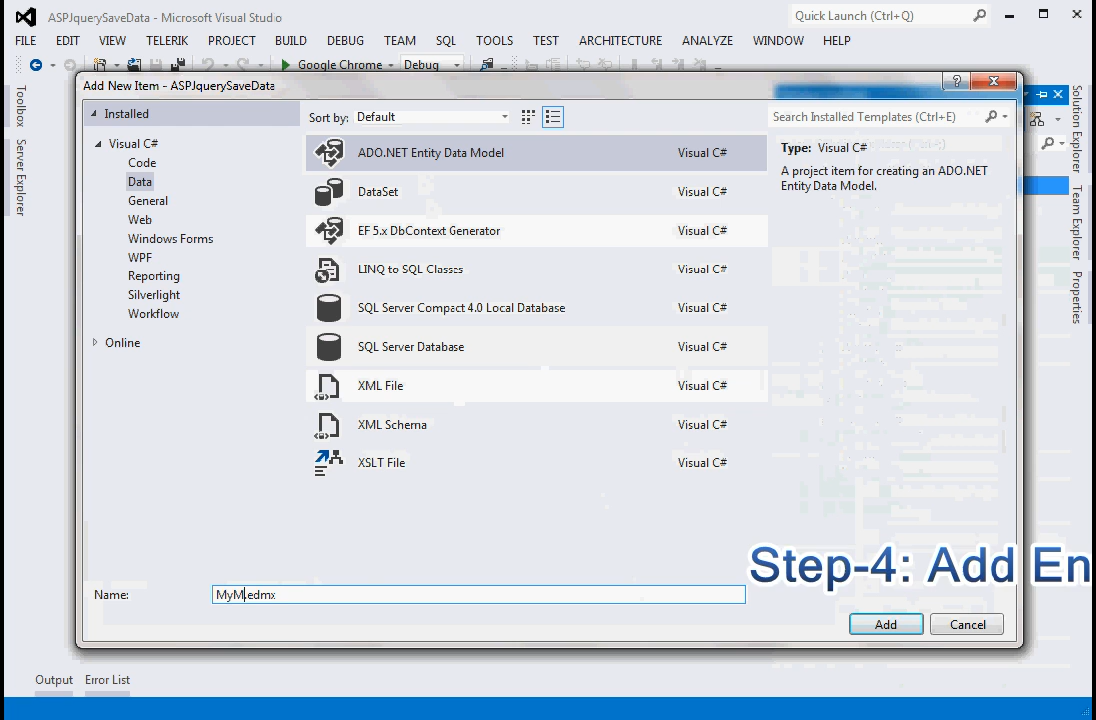 ASPJquerySaveData - Microsoft Visual Studio
Quick Launch (Ctrl+Q)
FILE EDIT VIEW TELERIK PROJECT BUILD DEBUG TEAM SQL TOOLS TEST ARCHITECTURE ANALYZE WINDOW HELP
Google Chrome Debug
Add New Item - ASPJquerySaveData
?
Toolbox
Server Explorer
Installed
Visual C#
Code
Data
General
Web
Windows Forms
WPF
Reporting
Silverlight
Workflow
Online
Sort by: Default
Search Installed Templates (Ctrl+E)
ADO.NET Entity Data Model Visual C#
DataSet Visual C#
EF 5.x DbContext Generator Visual C#
LINQ to SQL Classes Visual C#
SQL Server Compact 4.0 Local Database Visual C#
SQL Server Database Visual C#
XML File Visual C#
XML Schema Visual C#
XSLT File Visual C#
Type: Visual C#
A project item for creating an ADO.NET
Entity Data Model.
Solution Explorer
Team Explorer
Properties
Step-4: Add En
Name: MyM.edmx
Add Cancel
Output Error List